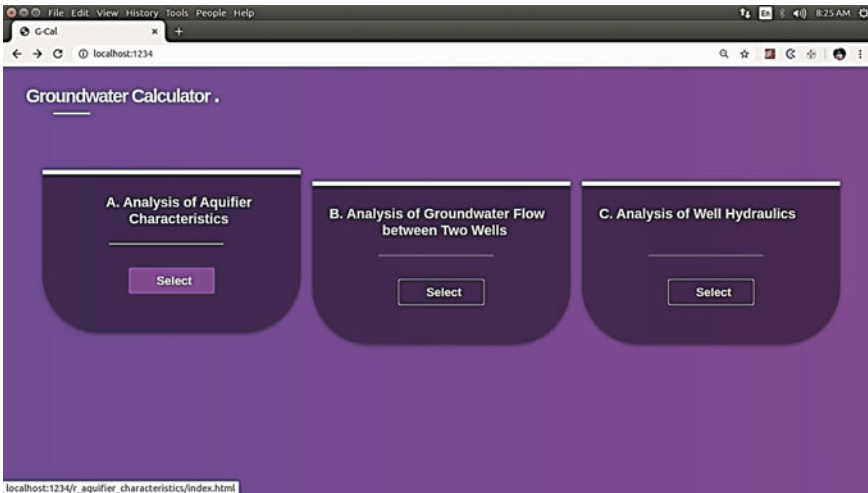 File Edit View History Tools People Help
En
8:25 AM
G-Cal
localhost:1234
Groundwater Calculator .
A. Analysis of Aquifier
Characteristics
Select
B. Analysis of Groundwater Flow
between Two Wells
Select
C. Analysis of Well Hydraulics
Select
localhost:1234/r_aquifier_characteristics/index.html